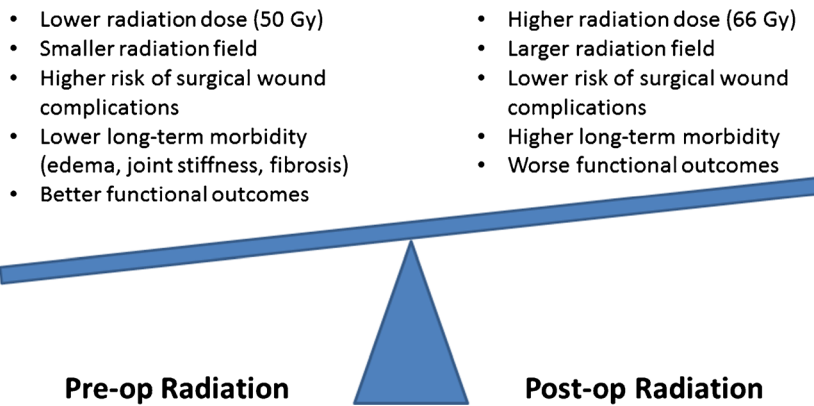 • Lower radiation dose (50 Gy)
• Smaller radiation field
• Higher risk of surgical wound
complications
• Lower long-term morbidity
(edema, joint stiffness, fibrosis)
• Better functional outcomes
• Higher radiation dose (66 Gy)
• Larger radiation field
• Lower risk of surgical wound
complications
• Higher long-term morbidity
• Worse functional outcomes
Pre-op Radiation
Post-op Radiation